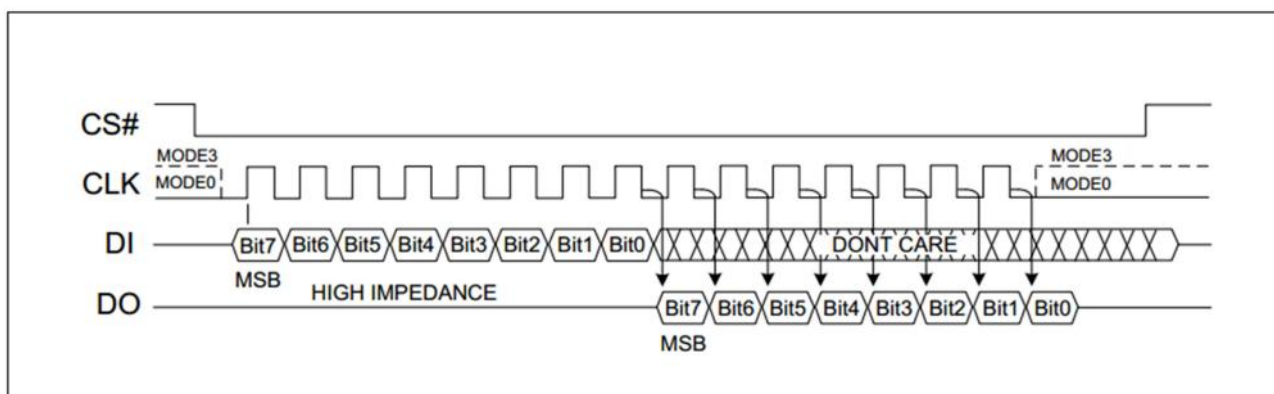 CS#
MODE3 MODE3
CLK MODE0 MODE0
DI Bit7 Bit6 Bit5 Bit4 Bit3 Bit2 Bit1 Bit0 DONT CARE
MSB
HIGH IMPEDANCE
DO Bit7 Bit6 Bit5 Bit4 Bit3 Bit2 Bit1 Bit0
MSB